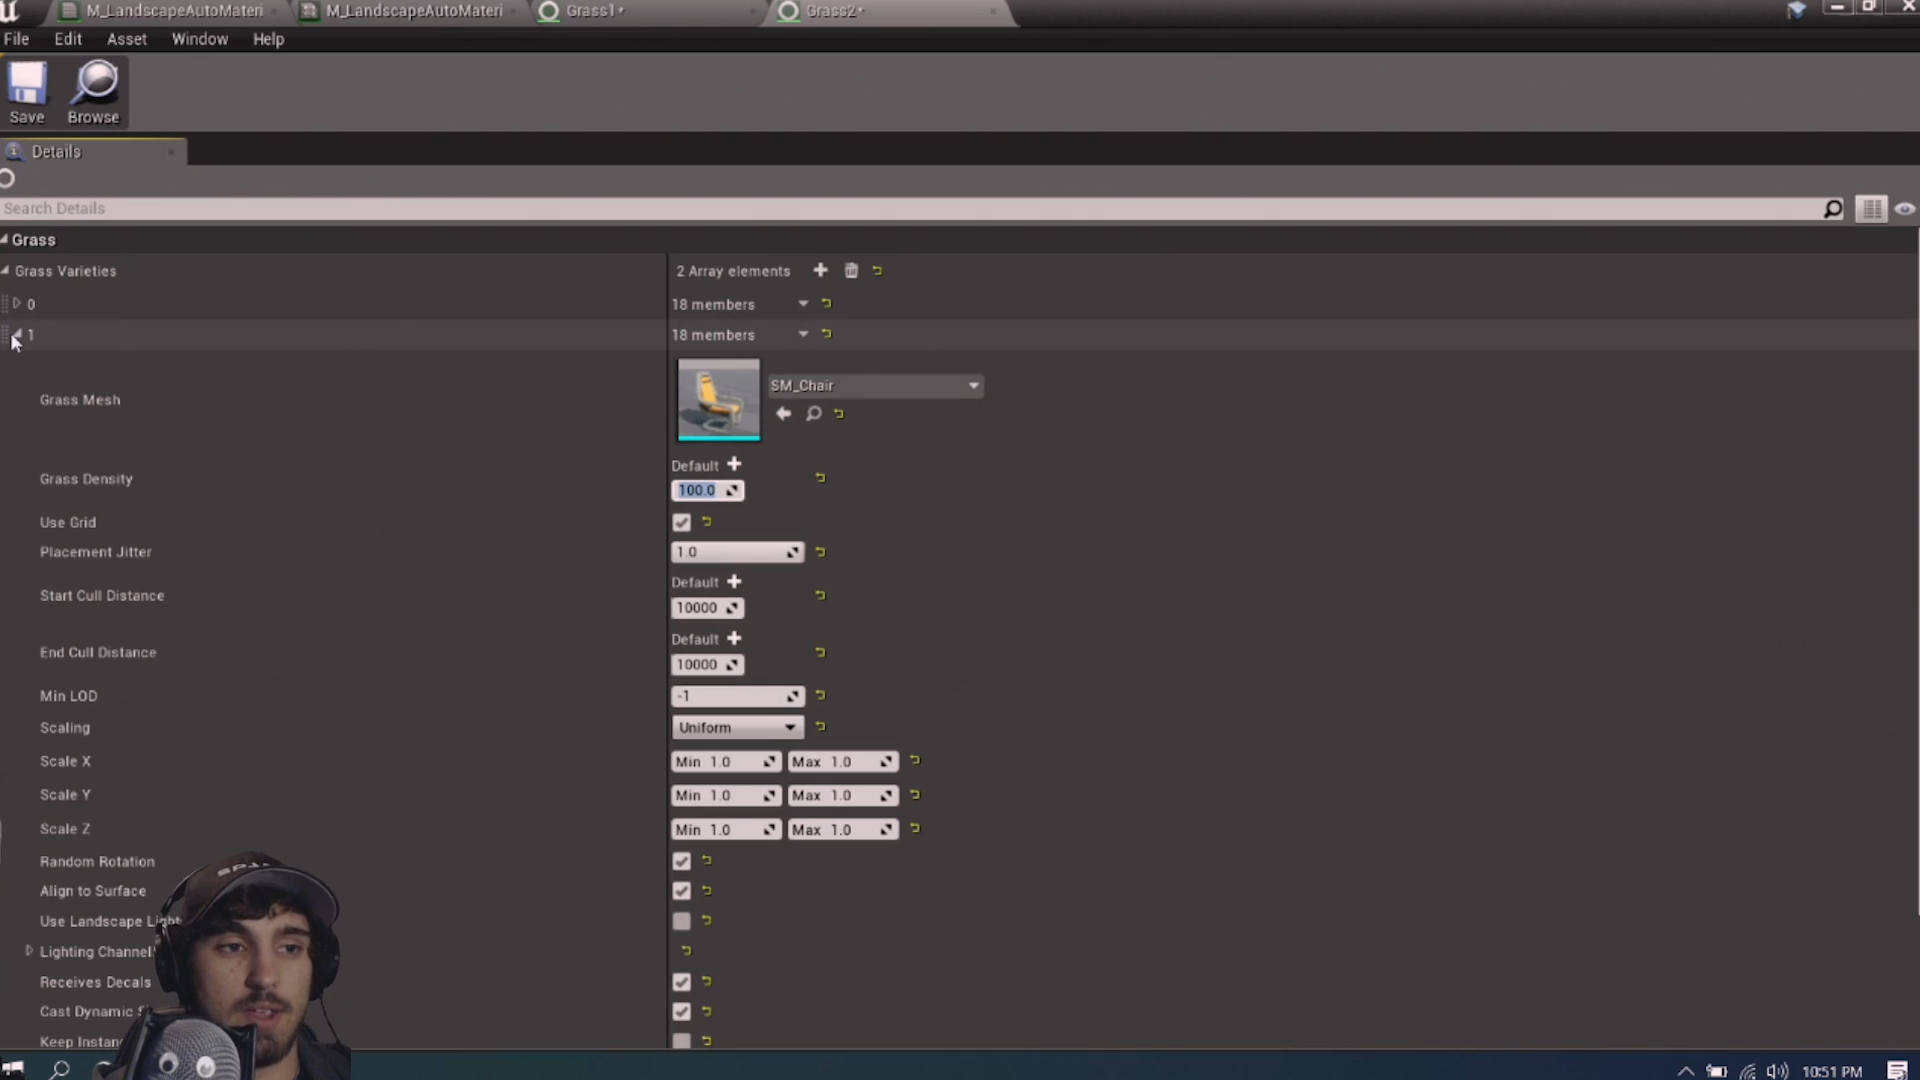 M_LandscapeAutoMateri
M_LandscapeAutoMateri
Grass1*
Grass2*
File Edit Asset Window Help
Save Browse
Details
Search Details
Grass
Grass Varieties 2 Array elements
0 18 members
1 18 members
Grass Mesh SM_Chair
Grass Density Default
100.0
Use Grid
Placement Jitter 1.0
Start Cull Distance Default
10000
End Cull Distance Default
10000
Min LOD -1
Scaling Uniform
Scale X Min 1.0 Max 1.0
Scale Y Min 1.0 Max 1.0
Scale Z Min 1.0 Max 1.0
Random Rotation
Align to Surface
Use Landscape Light
Lighting Channel
Receives Decals
Cast Dynamic S
Keep Instan
10:51 PM